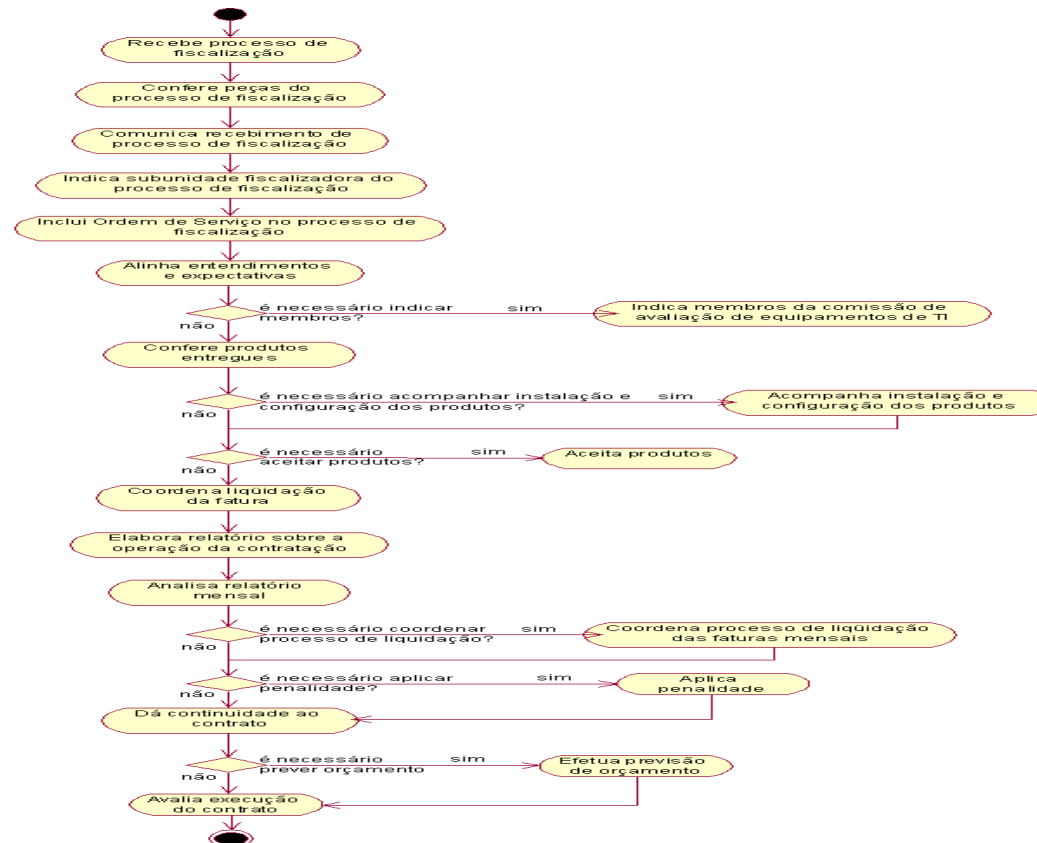 Recebe processo de
fiscalização
Confere peças do
processo de fiscalização
Comunica recebimento de
processo de fiscalização
Indica subunidade fiscalizadora do
processo de fiscalização
Inclui Ordem de Serviço no processo de
fiscalização
Alinha entendimentos
e expectativas
é necessário indicar
membros?
sim
não
Indica membros da comissão de
avaliação de equipamentos de TI
Confere produtos
entregues
é necessário acompanhar instalação e
configuração dos produtos?
sim
não
Acompanha instalação e
configuração dos produtos
é necessário
aceitar produtos?
sim
não
Aceita produtos
Coordena liqüidação
da fatura
Elabora relatório sobre a
operação da contratação
Analisa relatório
mensal
é necessário coordenar
processo de liquidação?
sim
não
Coordena processo de liqüidação
das faturas mensais
é necessário aplicar
penalidade?
sim
não
Aplica
penalidade
Dá continuidade ao
contrato
é necessário
prever orçamento
sim
não
Efetua previsão
de orçamento
Avalia execução
do contrato